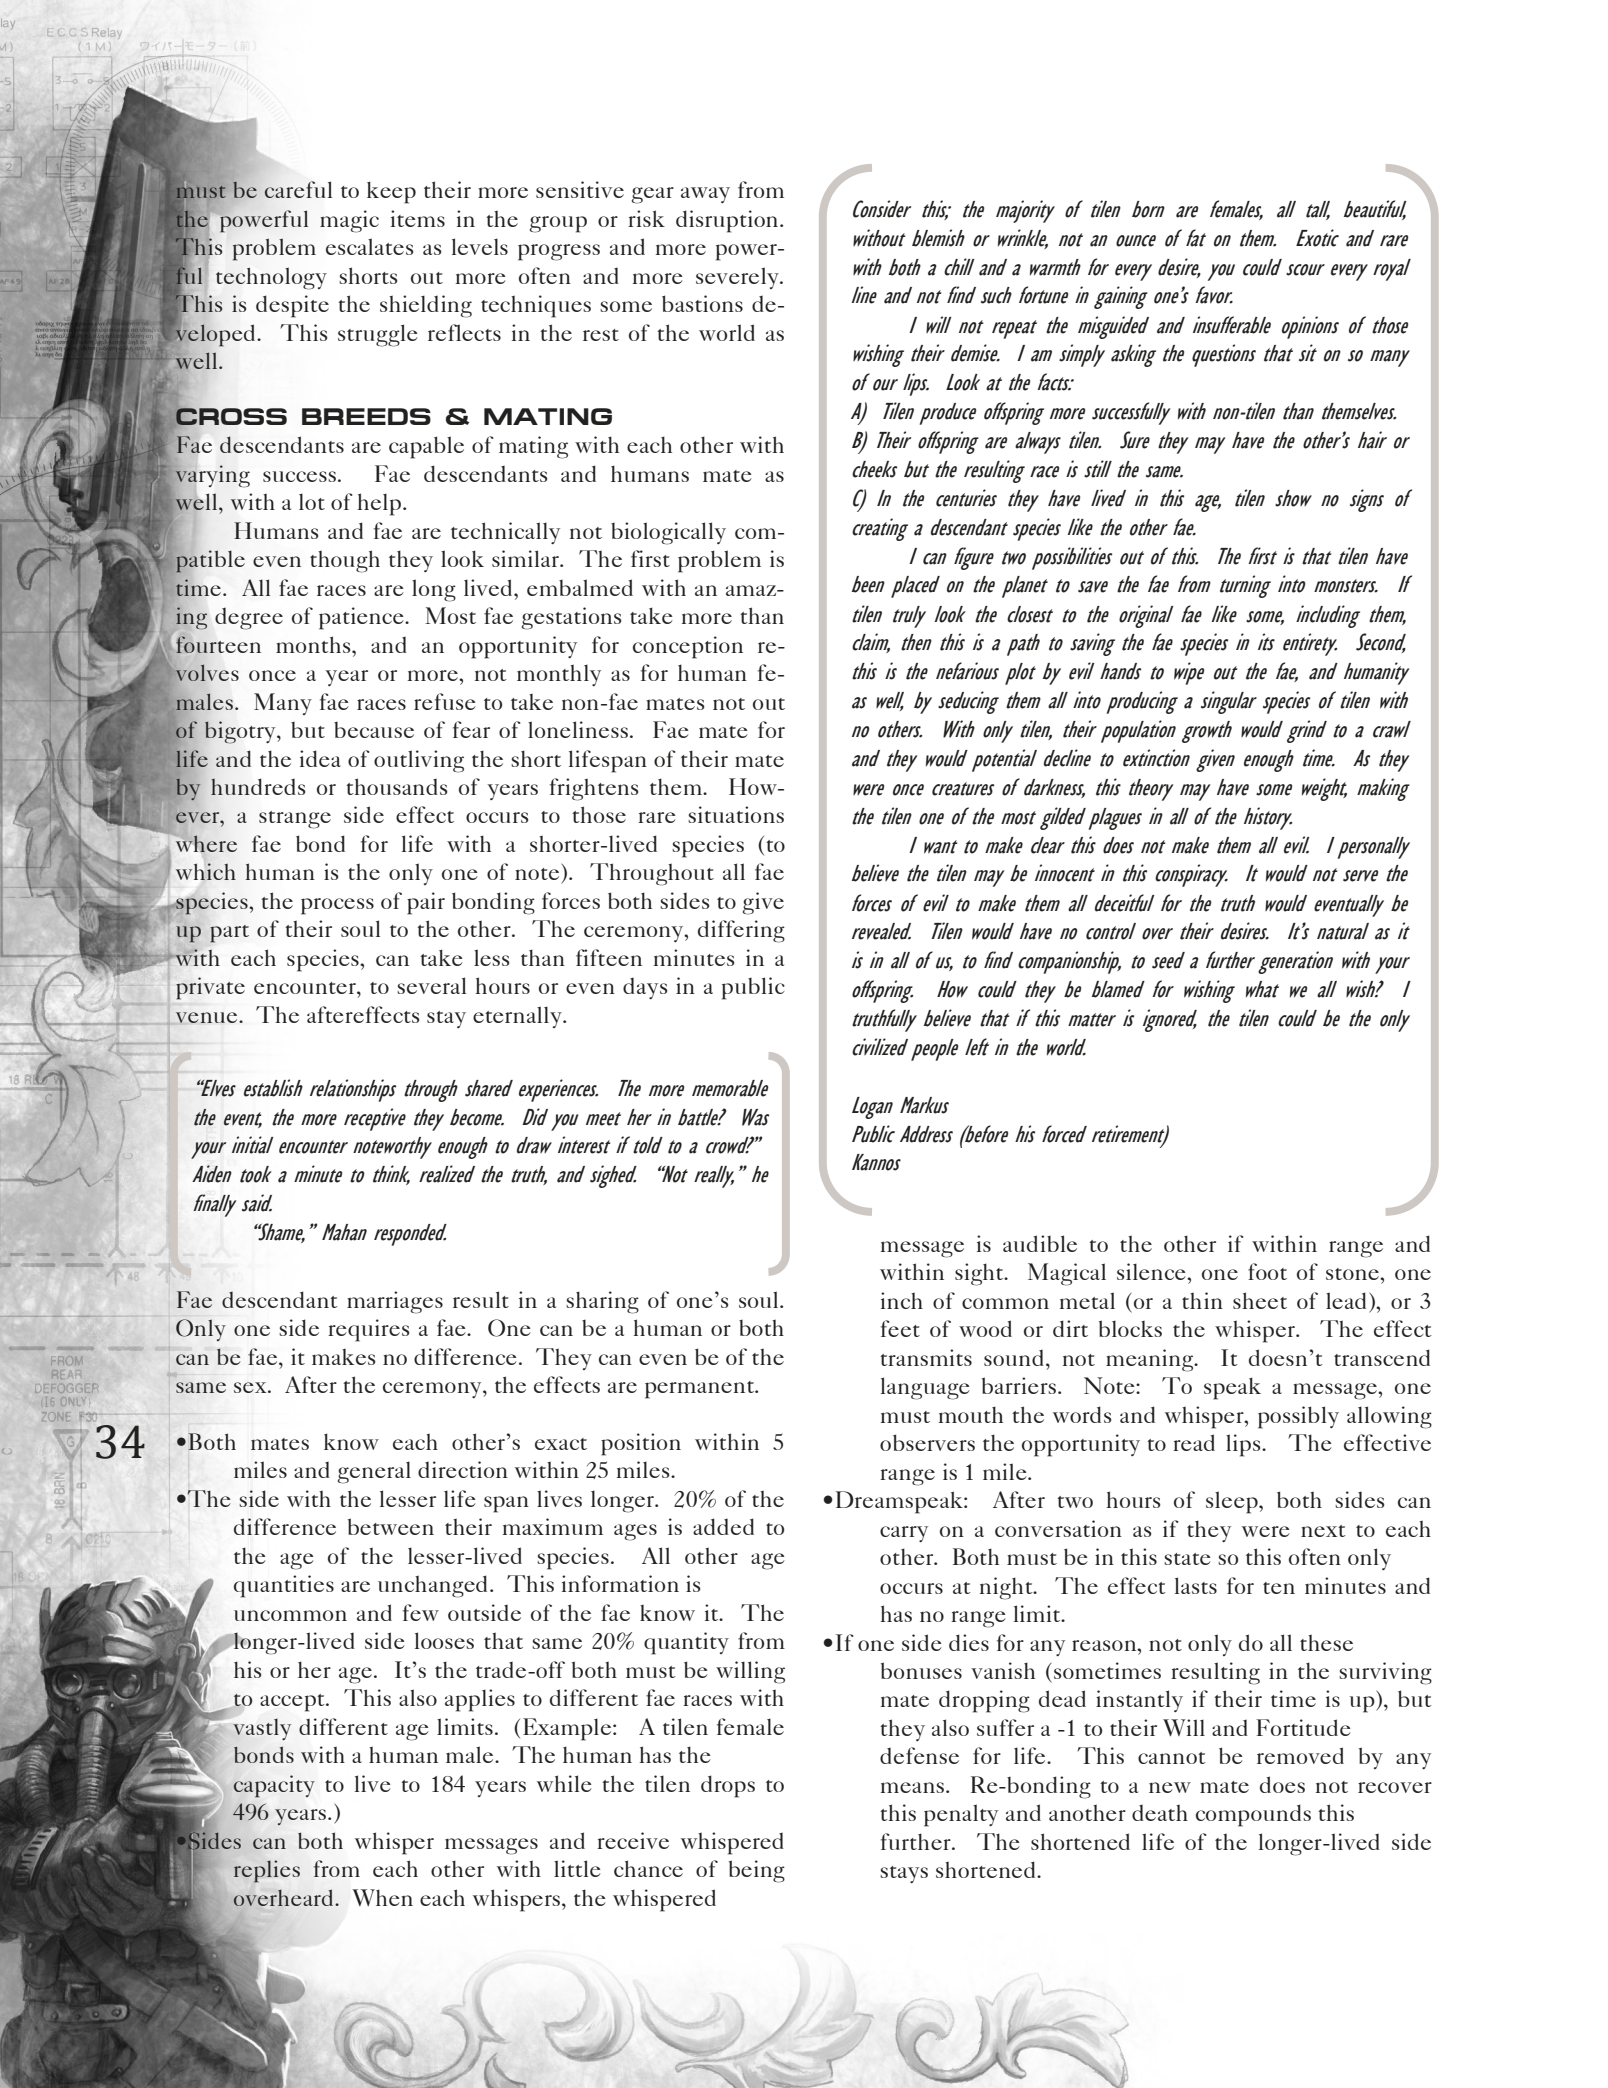 lay
M)
ECCS Relay
(1M)
ワイパーモーター（前）
must be careful to keep their more sensitive gear away from
the powerful magic items in the group or risk disruption.
This problem escalates as levels progress and more power-
ful technology shorts out more often and more severely.
This is despite the shielding techniques some bastions de-
veloped. This struggle reflects in the rest of the world as
well.
CROSS BREEDS & MATING
Fae descendants are capable of mating with each other with
varying success. Fae descendants and humans mate as
well, with a lot of help.
Humans and fae are technically not biologically com-
patible even though they look similar. The first problem is
time. All fae races are long lived, embalmed with an amaz-
ing degree of patience. Most fae gestations take more than
fourteen months, and an opportunity for conception re-
volves once a year or more, not monthly as for human fe-
males. Many fae races refuse to take non-fae mates not out
of bigotry, but because of fear of loneliness. Fae mate for
life and the idea of outliving the short lifespan of their mate
by hundreds or thousands of years frightens them. How-
ever, a strange side effect occurs to those rare situations
where fae bond for life with a shorter-lived species (to
which human is the only one of note). Throughout all fae
species, the process of pair bonding forces both sides to give
up part of their soul to the other. The ceremony, differing
with each species, can take less than fifteen minutes in a
private encounter, to several hours or even days in a public
venue. The aftereffects stay eternally.
“Elves establish relationships through shared experiences. The more memorable
the event, the more receptive they become. Did you meet her in battle? Was
your initial encounter noteworthy enough to draw interest if told to a crowd?”
Aiden took a minute to think, realized the truth, and sighed. “Not really,” he
finally said.
“Shame,” Mahan responded.
Fae descendant marriages result in a sharing of one’s soul.
Only one side requires a fae. One can be a human or both
can be fae, it makes no difference. They can even be of the
same sex. After the ceremony, the effects are permanent.
FROM
REAR
DEFOGGER
(I6 ONLY)
ZONE F30
34
•Both mates know each other’s exact position within 5
miles and general direction within 25 miles.
•The side with the lesser life span lives longer. 20% of the
difference between their maximum ages is added to
the age of the lesser-lived species. All other age
quantities are unchanged. This information is
uncommon and few outside of the fae know it. The
longer-lived side looses that same 20% quantity from
his or her age. It’s the trade-off both must be willing
to accept. This also applies to different fae races with
vastly different age limits. (Example: A tilen female
bonds with a human male. The human has the
capacity to live to 184 years while the tilen drops to
496 years.)
•Sides can both whisper messages and receive whispered
replies from each other with little chance of being
overheard. When each whispers, the whispered
Consider this; the majority of tilen born are females, all tall, beautiful,
without blemish or wrinkle, not an ounce of fat on them. Exotic and rare
with both a chill and a warmth for every desire, you could scour every royal
line and not find such fortune in gaining one’s favor.
I will not repeat the misguided and insufferable opinions of those
wishing their demise. I am simply asking the questions that sit on so many
of our lips. Look at the facts:
A) Tilen produce offspring more successfully with non-tilen than themselves.
B) Their offspring are always tilen. Sure they may have the other’s hair or
cheeks but the resulting race is still the same.
C) In the centuries they have lived in this age, tilen show no signs of
creating a descendant species like the other fae.
I can figure two possibilities out of this. The first is that tilen have
been placed on the planet to save the fae from turning into monsters. If
tilen truly look the closest to the original fae like some, including them,
claim, then this is a path to saving the fae species in its entirety. Second,
this is the nefarious plot by evil hands to wipe out the fae, and humanity
as well, by seducing them all into producing a singular species of tilen with
no others. With only tilen, their population growth would grind to a crawl
and they would potential decline to extinction given enough time. As they
were once creatures of darkness, this theory may have some weight, making
the tilen one of the most gilded plagues in all of the history.
I want to make clear this does not make them all evil. I personally
believe the tilen may be innocent in this conspiracy. It would not serve the
forces of evil to make them all deceitful for the truth would eventually be
revealed. Tilen would have no control over their desires. It’s natural as it
is in all of us, to find companionship, to seed a further generation with your
offspring. How could they be blamed for wishing what we all wish? I
truthfully believe that if this matter is ignored, the tilen could be the only
civilized people left in the world.
Logan Markus
Public Address (before his forced retirement)
Kannos
message is audible to the other if within range and
within sight. Magical silence, one foot of stone, one
inch of common metal (or a thin sheet of lead), or 3
feet of wood or dirt blocks the whisper. The effect
transmits sound, not meaning. It doesn’t transcend
language barriers. Note: To speak a message, one
must mouth the words and whisper, possibly allowing
observers the opportunity to read lips. The effective
range is 1 mile.
•Dreamspeak: After two hours of sleep, both sides can
carry on a conversation as if they were next to each
other. Both must be in this state so this often only
occurs at night. The effect lasts for ten minutes and
has no range limit.
•If one side dies for any reason, not only do all these
bonuses vanish (sometimes resulting in the surviving
mate dropping dead instantly if their time is up), but
they also suffer a -1 to their Will and Fortitude
defense for life. This cannot be removed by any
means. Re-bonding to a new mate does not recover
this penalty and another death compounds this
further. The shortened life of the longer-lived side
stays shortened.